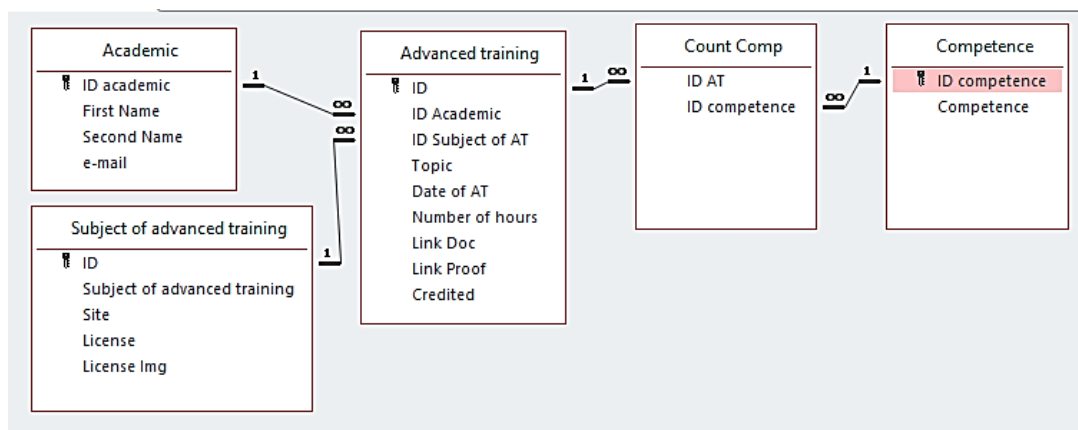 Academic
ID academic
First Name
Second Name
e-mail
1
∞
∞
Subject of advanced training
ID
Subject of advanced training
Site
License
License Img
1
Advanced training
ID
ID Academic
ID Subject of AT
Topic
Date of AT
Number of hours
Link Doc
Link Proof
Credited
1
∞
Count Comp
ID AT
ID competence
∞
1
Competence
ID competence
Competence